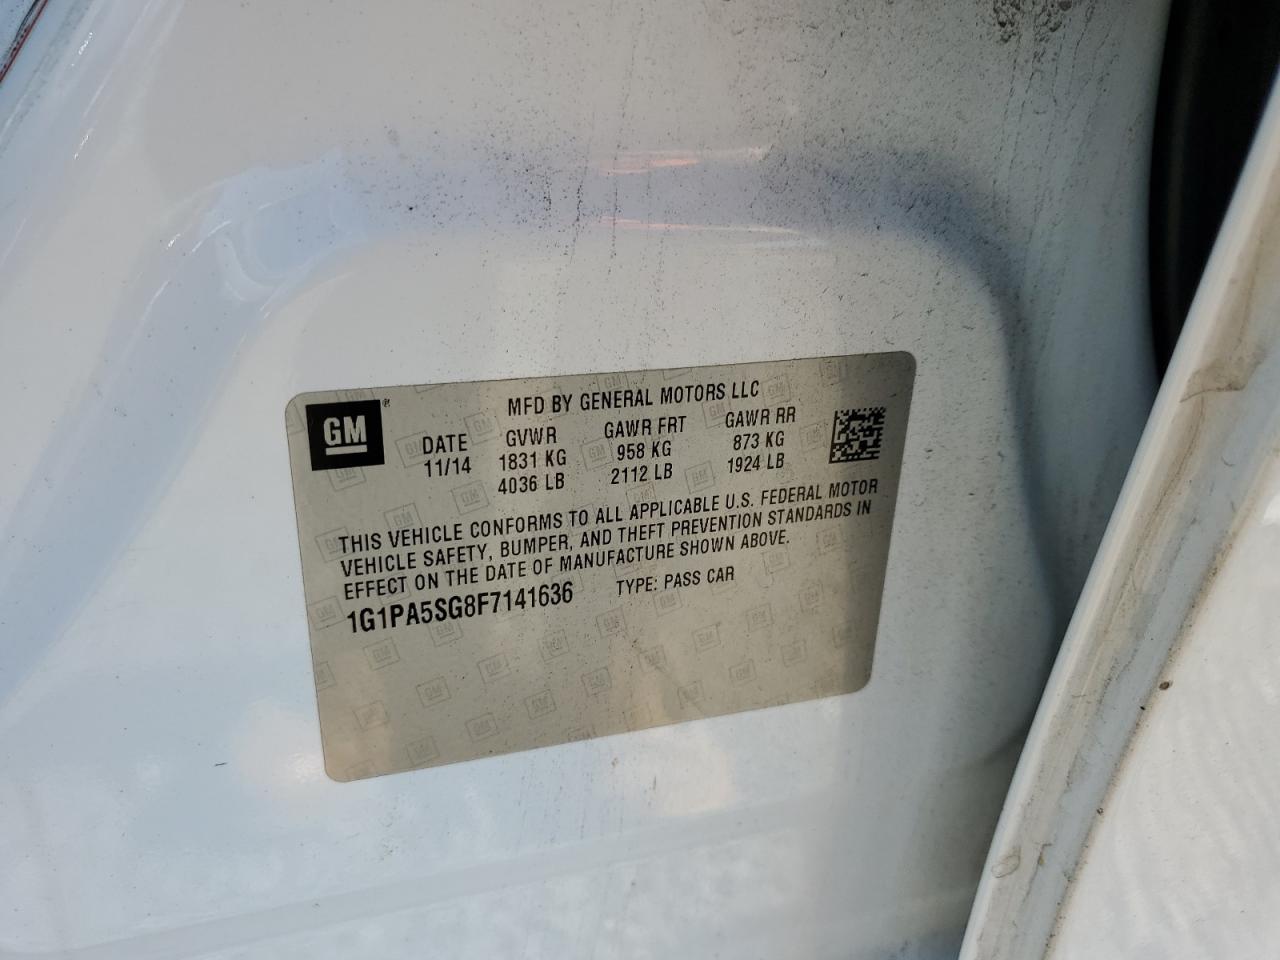 GM®
MFD BY GENERAL MOTORS LLC
DATE GVWR GAWR FRT GAWR RR
11/14 1831 KG 958 KG 873 KG
4036 LB 2112 LB 1924 LB
THIS VEHICLE CONFORMS TO ALL APPLICABLE U.S. FEDERAL MOTOR
VEHICLE SAFETY, BUMPER, AND THEFT PREVENTION STANDARDS IN
EFFECT ON THE DATE OF MANUFACTURE SHOWN ABOVE.
1G1PA5SG8F7141636 TYPE: PASS CAR